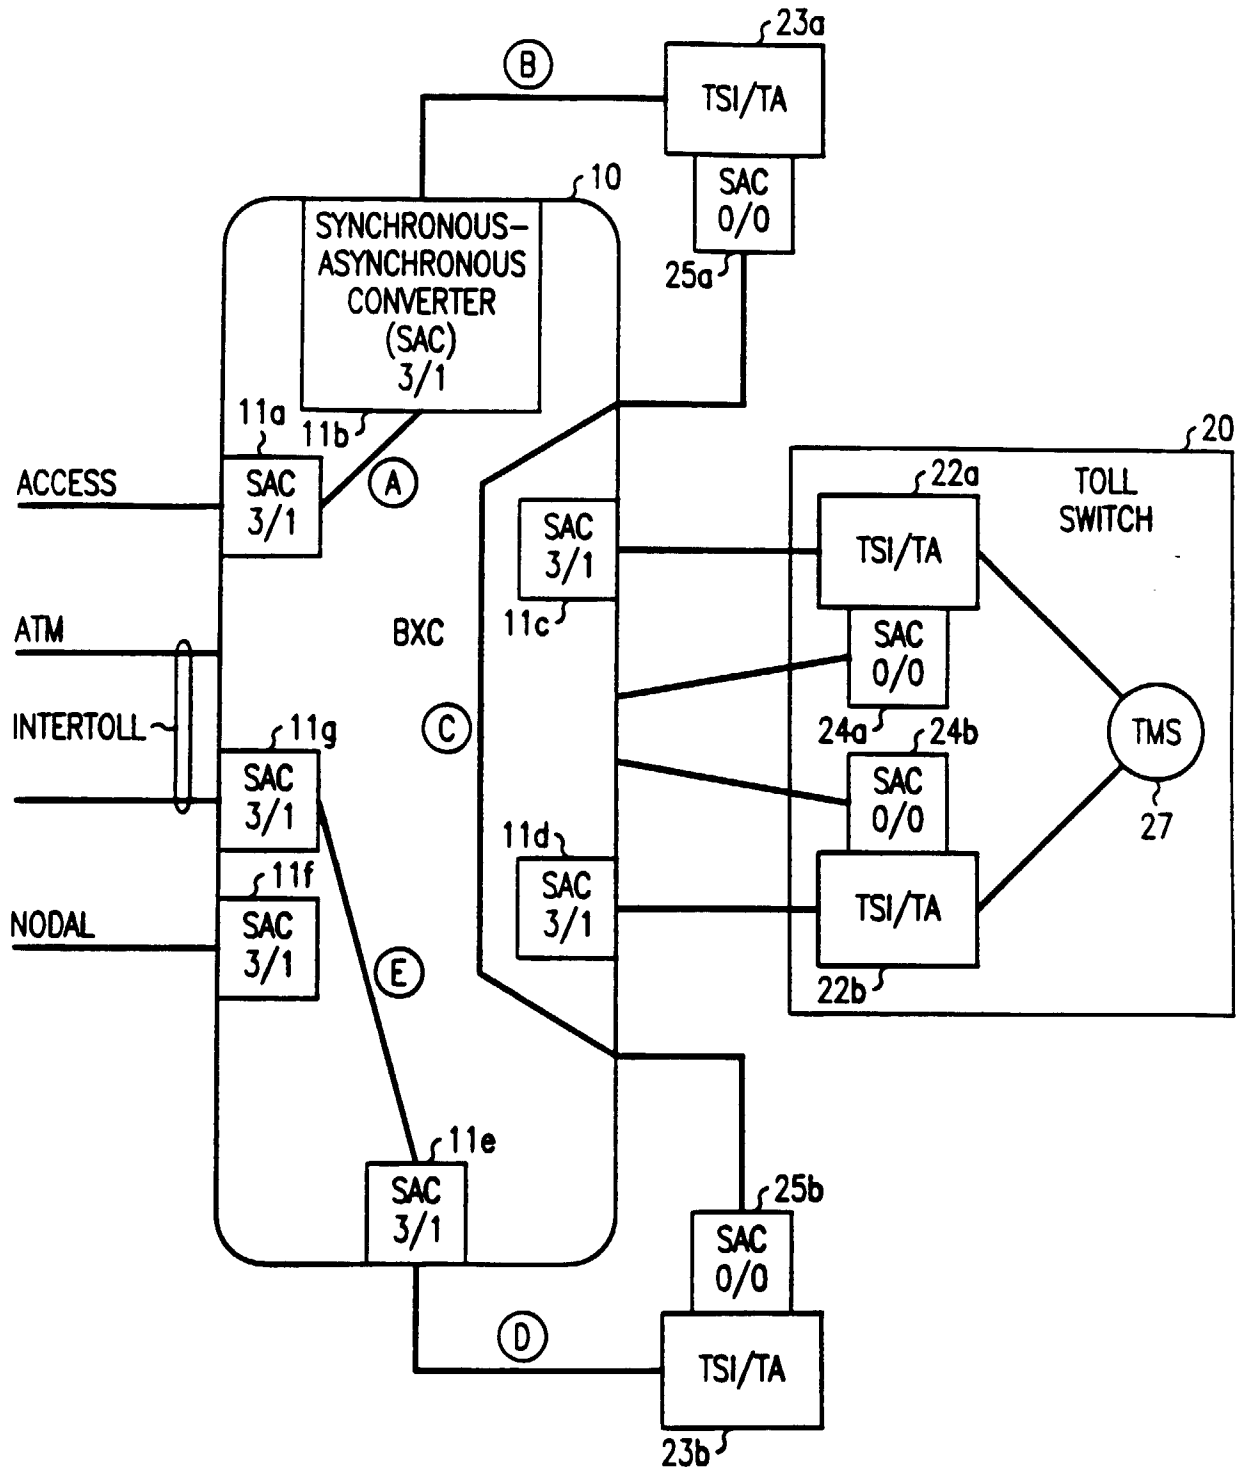 23a
B
TSI/TA
10
SAC
0/0
25a
SYNCHRONOUS-
ASYNCHRONOUS
CONVERTER
(SAC)
3/1
11a
11b
ACCESS
SAC
3/1
A
20
TOLL
SWITCH
22a
TSI/TA
SAC
3/1
11c
ATM
BXC
SAC
0/0
24a
INTERTOLL
C
TMS
27
11g
SAC
3/1
24b
SAC
0/0
11d
SAC
3/1
TSI/TA
22b
11f
NODAL
SAC
3/1
E
11e
SAC
3/1
25b
SAC
0/0
D
TSI/TA
23b